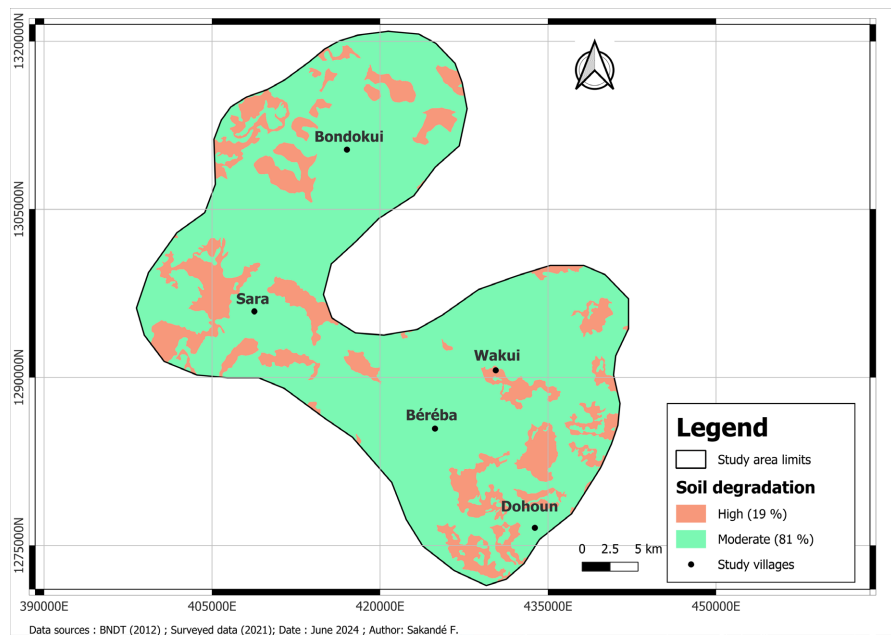 1320000N
1305000N
1290000N
1275000N
Bondokui
Sara
Wakui
Béréba
Dohoun
Legend
Study area limits
Soil degradation
High (19 %)
Moderate (81 %)
Study villages
0 2.5 5 km
390000E 405000E 420000E 435000E 450000E
Data sources : BNDT (2012) ; Surveyed data (2021); Date : June 2024 ; Author: Sakandé F.